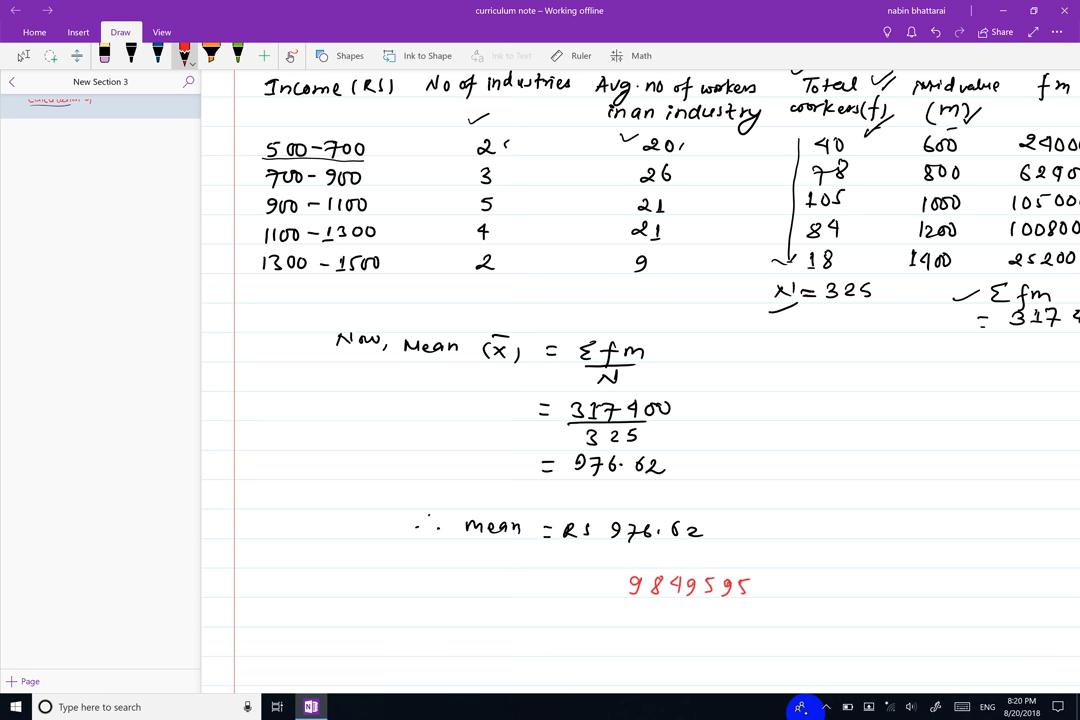 curriculum note – Working offline
nabin bhattarai
Home Insert Draw View
Share
Shapes Ink to Shape Ink to Text Ruler Math
New Section 3
Income (RS) No of industries Avg. no of workers in an industry Total workers (f) mid value (m) fm
500 – 700 2 20 40 600 24000
700 – 900 3 26 78 800 62400
900 – 1100 5 21 105 1000 105000
1100 – 1300 4 21 84 1200 100800
1300 – 1500 2 9 18 1400 25200
N = 325 Σ fm
= 317 4
Now, Mean (x̄) = Σ f m
N
= 317400
325
= 976.62
∴ mean = RS 976.62
9849595
+ Page
Type here to search
ENG
8:20 PM
8/20/2018